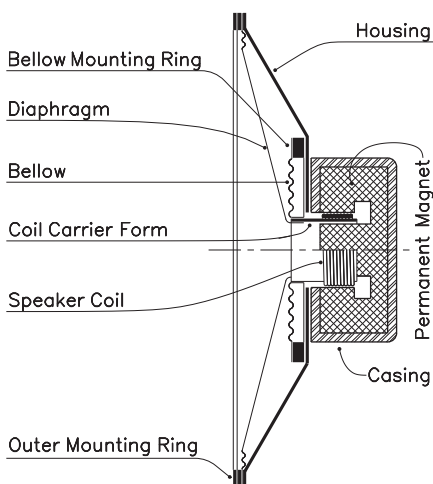 Housing
Bellow Mounting Ring
Diaphragm
Bellow
Coil Carrier Form
Speaker Coil
Permanent Magnet
Casing
Outer Mounting Ring